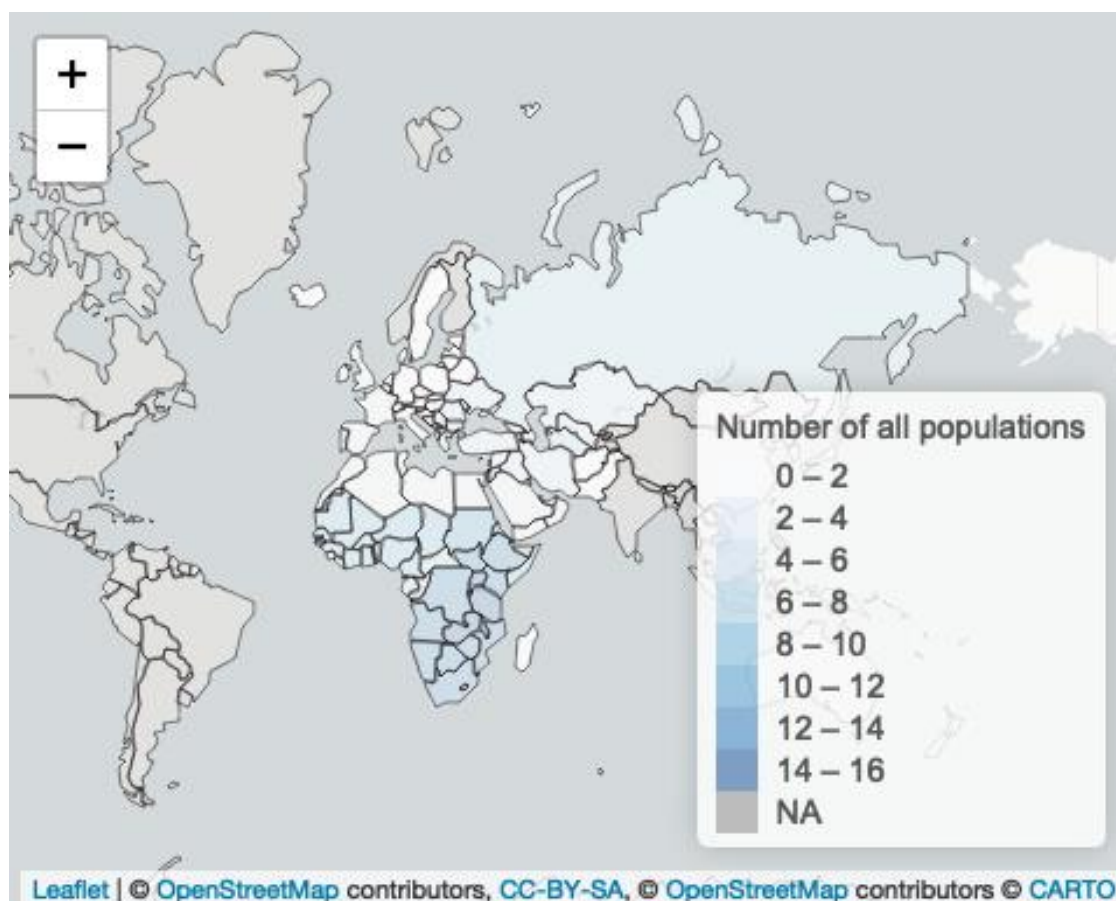 +
−
Number of all populations
0 – 2
2 – 4
4 – 6
6 – 8
8 – 10
10 – 12
12 – 14
14 – 16
NA
Leaflet | © OpenStreetMap contributors, CC-BY-SA, © OpenStreetMap contributors © CARTO